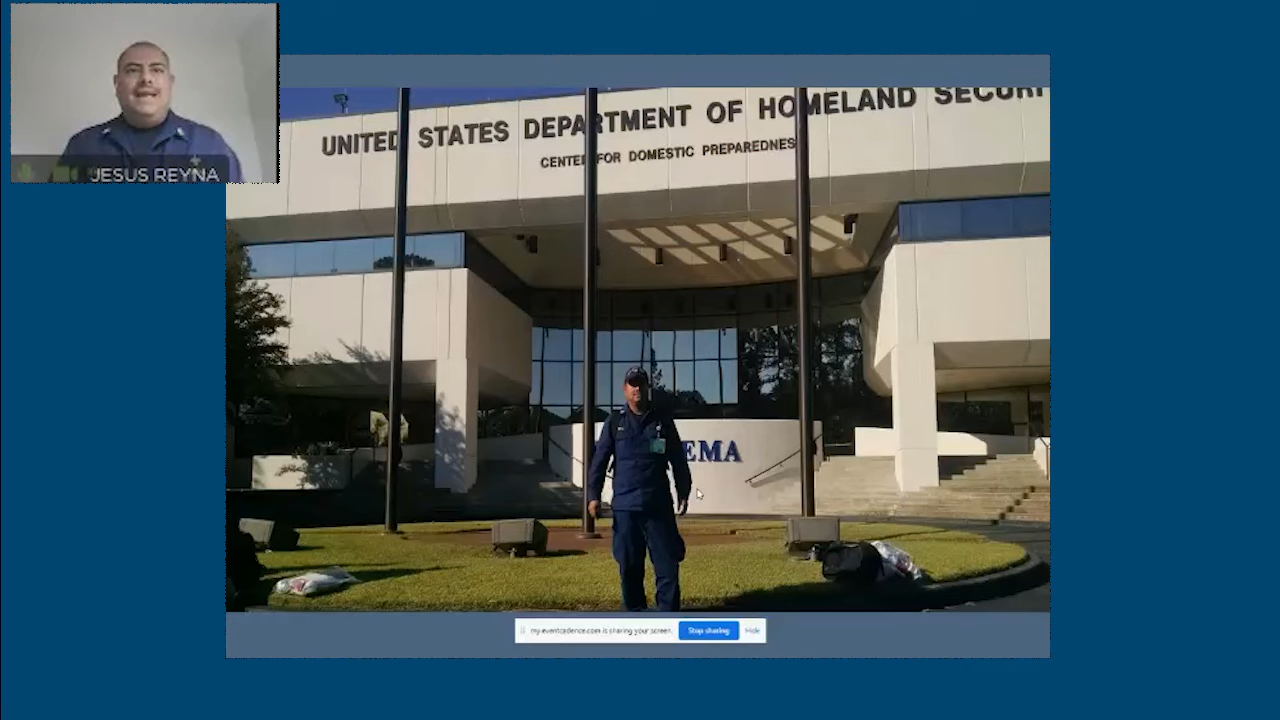 JESUS REYNA
UNITED STATES DEPARTMENT OF HOMELAND SECURI
CENTER FOR DOMESTIC PREPAREDNES
EMA
my.eventcadence.com is sharing your screen.
Stop sharing
Hide